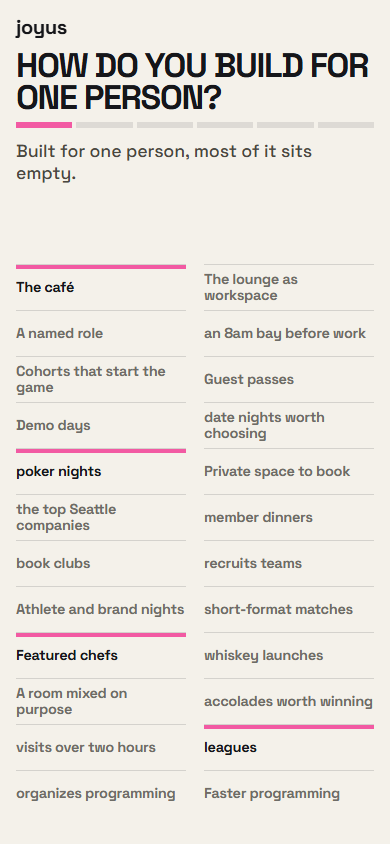 joyus
HOW DO YOU BUILD FOR
ONE PERSON?
Built for one person, most of it sits
empty.
The café
The lounge as
workspace
A named role
an 8am bay before work
Cohorts that start the
game
Guest passes
Demo days
date nights worth
choosing
poker nights
Private space to book
the top Seattle
companies
member dinners
book clubs
recruits teams
Athlete and brand nights
short-format matches
Featured chefs
whiskey launches
A room mixed on
purpose
accolades worth winning
visits over two hours
leagues
organizes programming
Faster programming